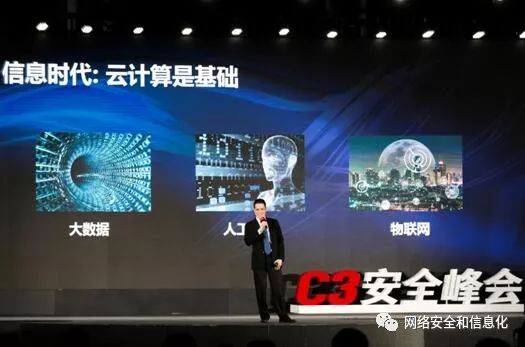 信息时代: 云计算是基础
大数据
人工
物联网
C3安全峰会
网络安全和信息化